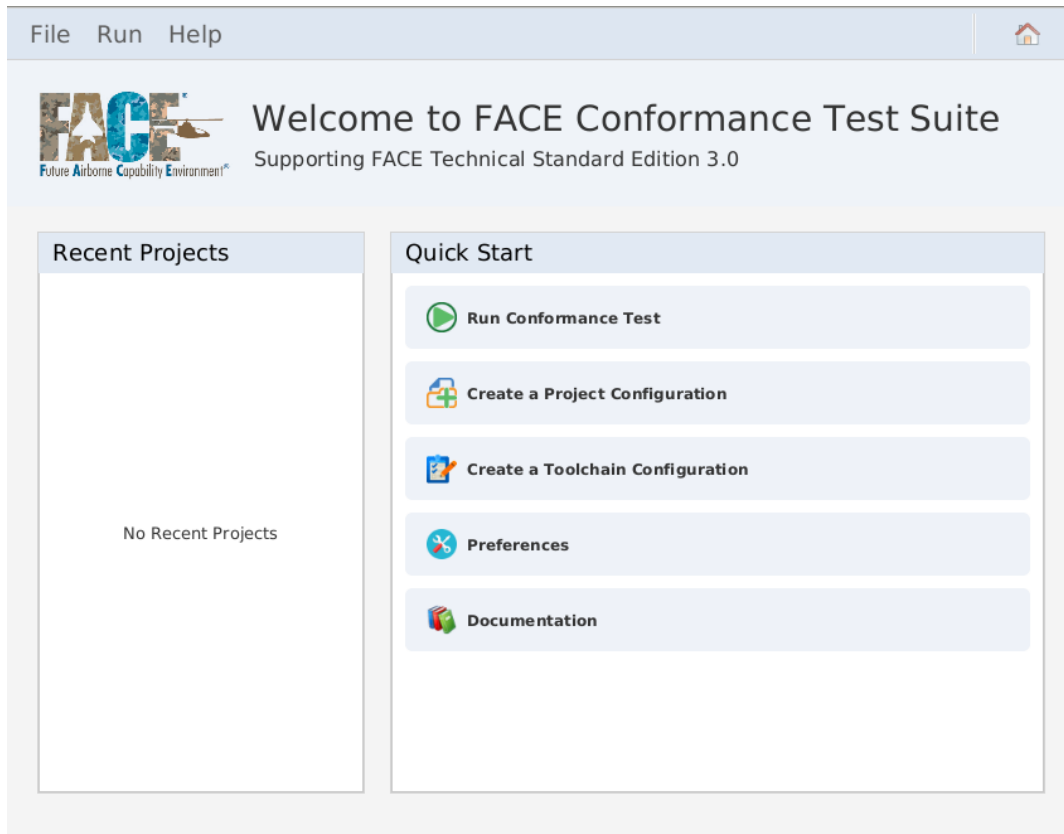 File Run Help
FACE
Future Airborne Capability Environment®
Welcome to FACE Conformance Test Suite
Supporting FACE Technical Standard Edition 3.0
Recent Projects
No Recent Projects
Quick Start
Run Conformance Test
Create a Project Configuration
Create a Toolchain Configuration
Preferences
Documentation